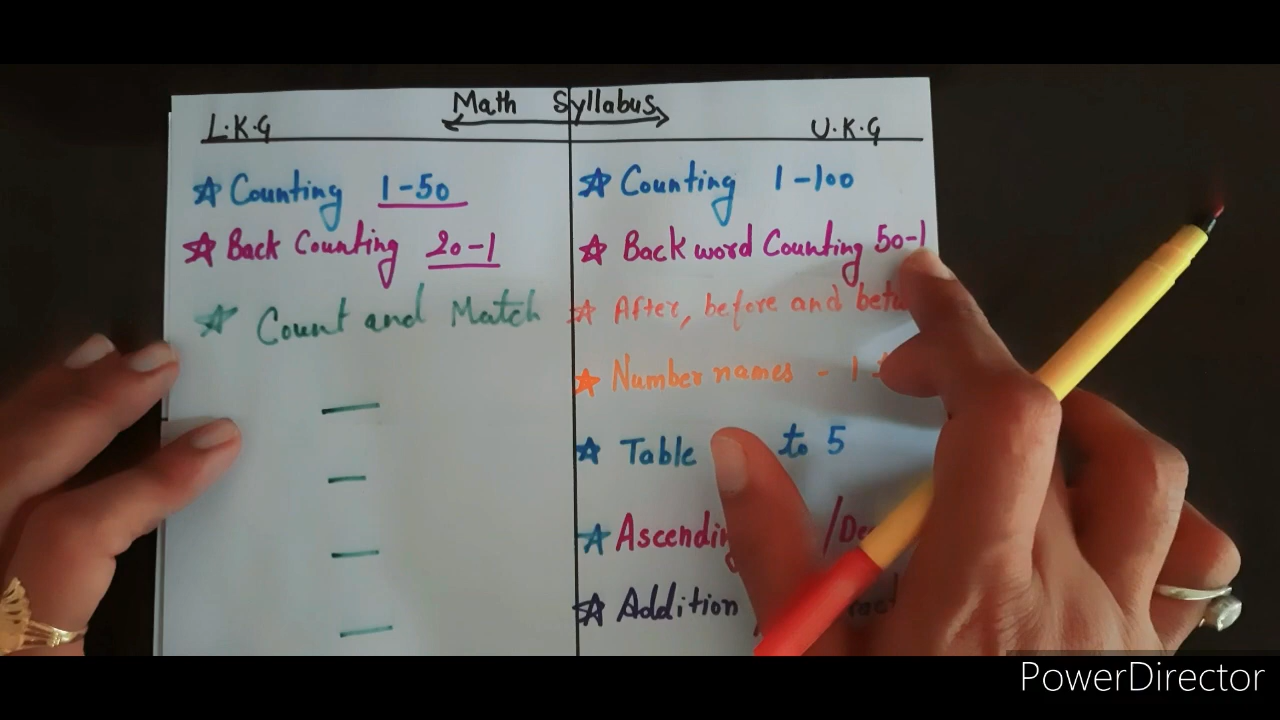 Math Syllabus
L.K.G
U.K.G
☆ Counting 1-50
☆ Back Counting 20-1
☆ Count and Match
☆ Counting 1-100
☆ Back word Counting 50-1
☆ After, before and
☆ Number names - 1
☆ Table to 5
☆
☆ Addition
PowerDirector